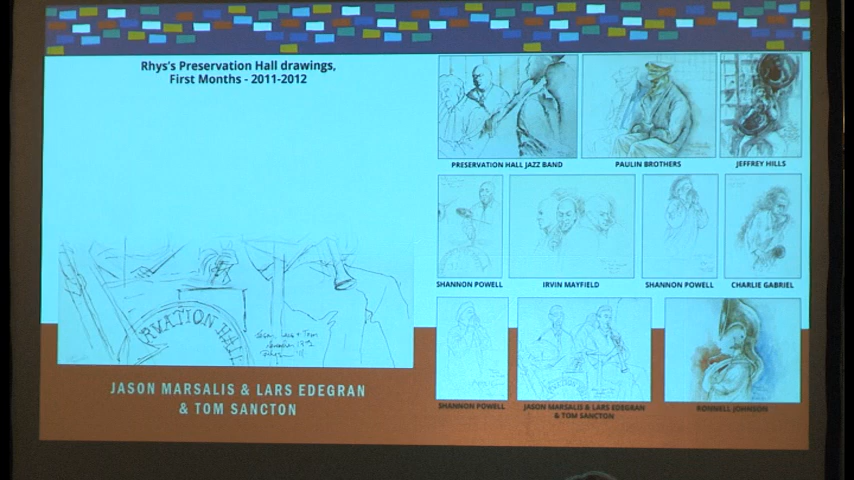 Rhys's Preservation Hall drawings,
First Months - 2011-2012
RVATION HALL
JASON MARSALIS & LARS EDEGRAN
& TOM SANCTON
PRESERVATION HALL JAZZ BAND
PAULIN BROTHERS
JEFFREY HILLS
SHANNON POWELL
IRVIN MAYFIELD
SHANNON POWELL
CHARLIE GABRIEL
SHANNON POWELL
JASON MARSALIS & LARS EDEGRAN
& TOM SANCTON
RONNELL JOHNSON